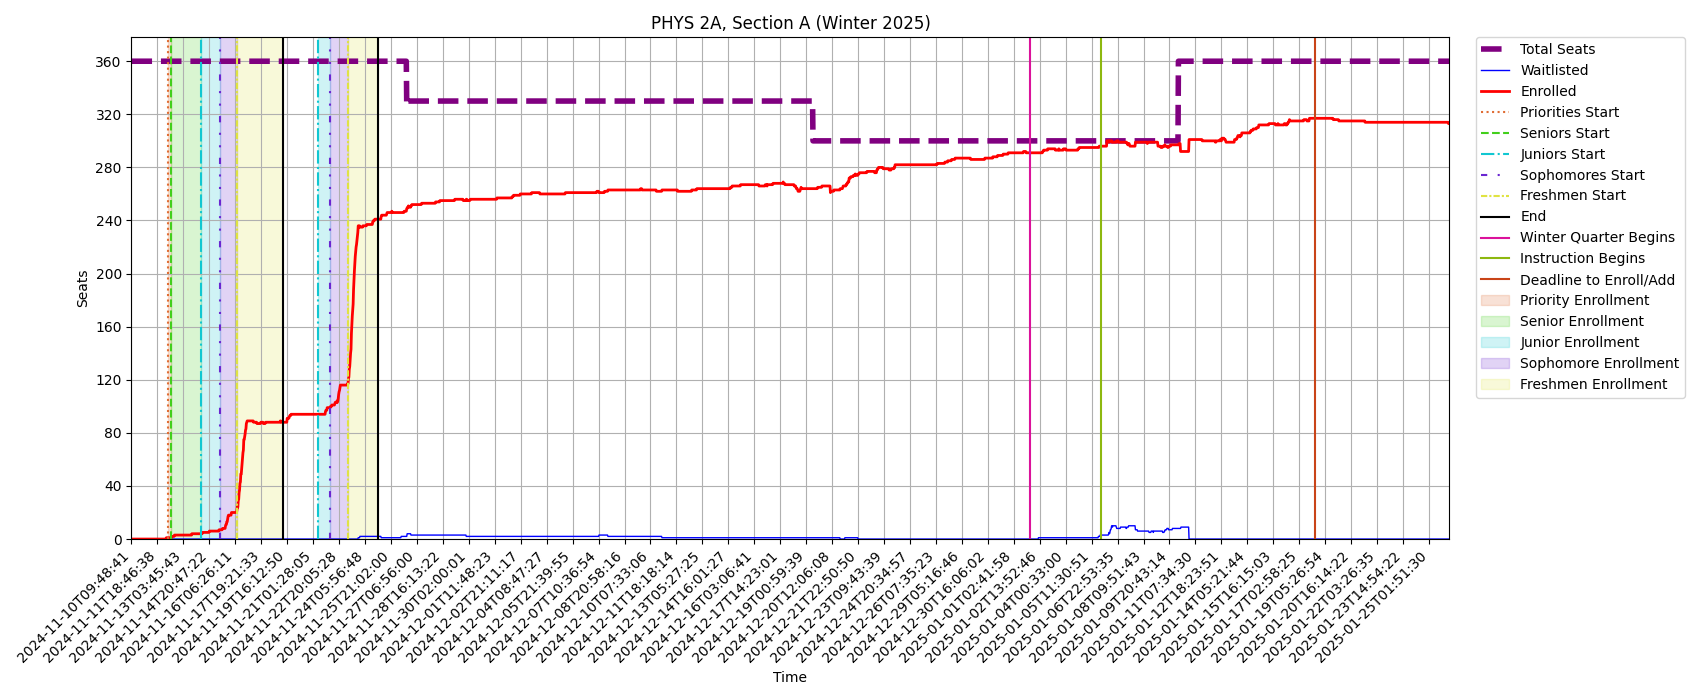 PHYS 2A, Section A (Winter 2025)
Seats
360
320
280
240
200
160
120
80
40
0
2024-11-10T09:48:41
2024-11-11T18:46:38
2024-11-13T03:45:43
2024-11-14T20:47:22
2024-11-16T06:26:11
2024-11-17T19:21:33
2024-11-19T16:12:50
2024-11-21T01:28:05
2024-11-22T20:05:28
2024-11-24T05:56:48
2024-11-25T21:02:00
2024-11-27T06:56:00
2024-11-28T16:13:22
2024-11-30T02:00:01
2024-12-01T11:48:23
2024-12-02T21:11:17
2024-12-04T08:47:27
2024-12-05T21:39:55
2024-12-07T10:36:54
2024-12-08T20:58:16
2024-12-10T07:33:06
2024-12-11T18:18:14
2024-12-13T05:27:25
2024-12-14T16:01:27
2024-12-16T03:06:41
2024-12-17T14:23:01
2024-12-19T00:59:39
2024-12-20T12:06:08
2024-12-21T22:50:50
2024-12-23T09:43:39
2024-12-24T20:34:57
2024-12-26T07:35:23
2024-12-29T05:16:46
2024-12-30T16:06:02
2025-01-01T02:41:58
2025-01-02T13:52:46
2025-01-04T00:33:00
2025-01-05T11:30:51
2025-01-06T22:53:35
2025-01-08T09:51:43
2025-01-09T20:43:14
2025-01-11T07:34:30
2025-01-12T18:23:51
2025-01-14T05:21:44
2025-01-15T16:15:03
2025-01-17T02:58:25
2025-01-19T05:26:54
2025-01-20T16:14:22
2025-01-22T03:26:35
2025-01-23T14:54:22
2025-01-25T01:51:30
Time
Total Seats
Waitlisted
Enrolled
Priorities Start
Seniors Start
Juniors Start
Sophomores Start
Freshmen Start
End
Winter Quarter Begins
Instruction Begins
Deadline to Enroll/Add
Priority Enrollment
Senior Enrollment
Junior Enrollment
Sophomore Enrollment
Freshmen Enrollment